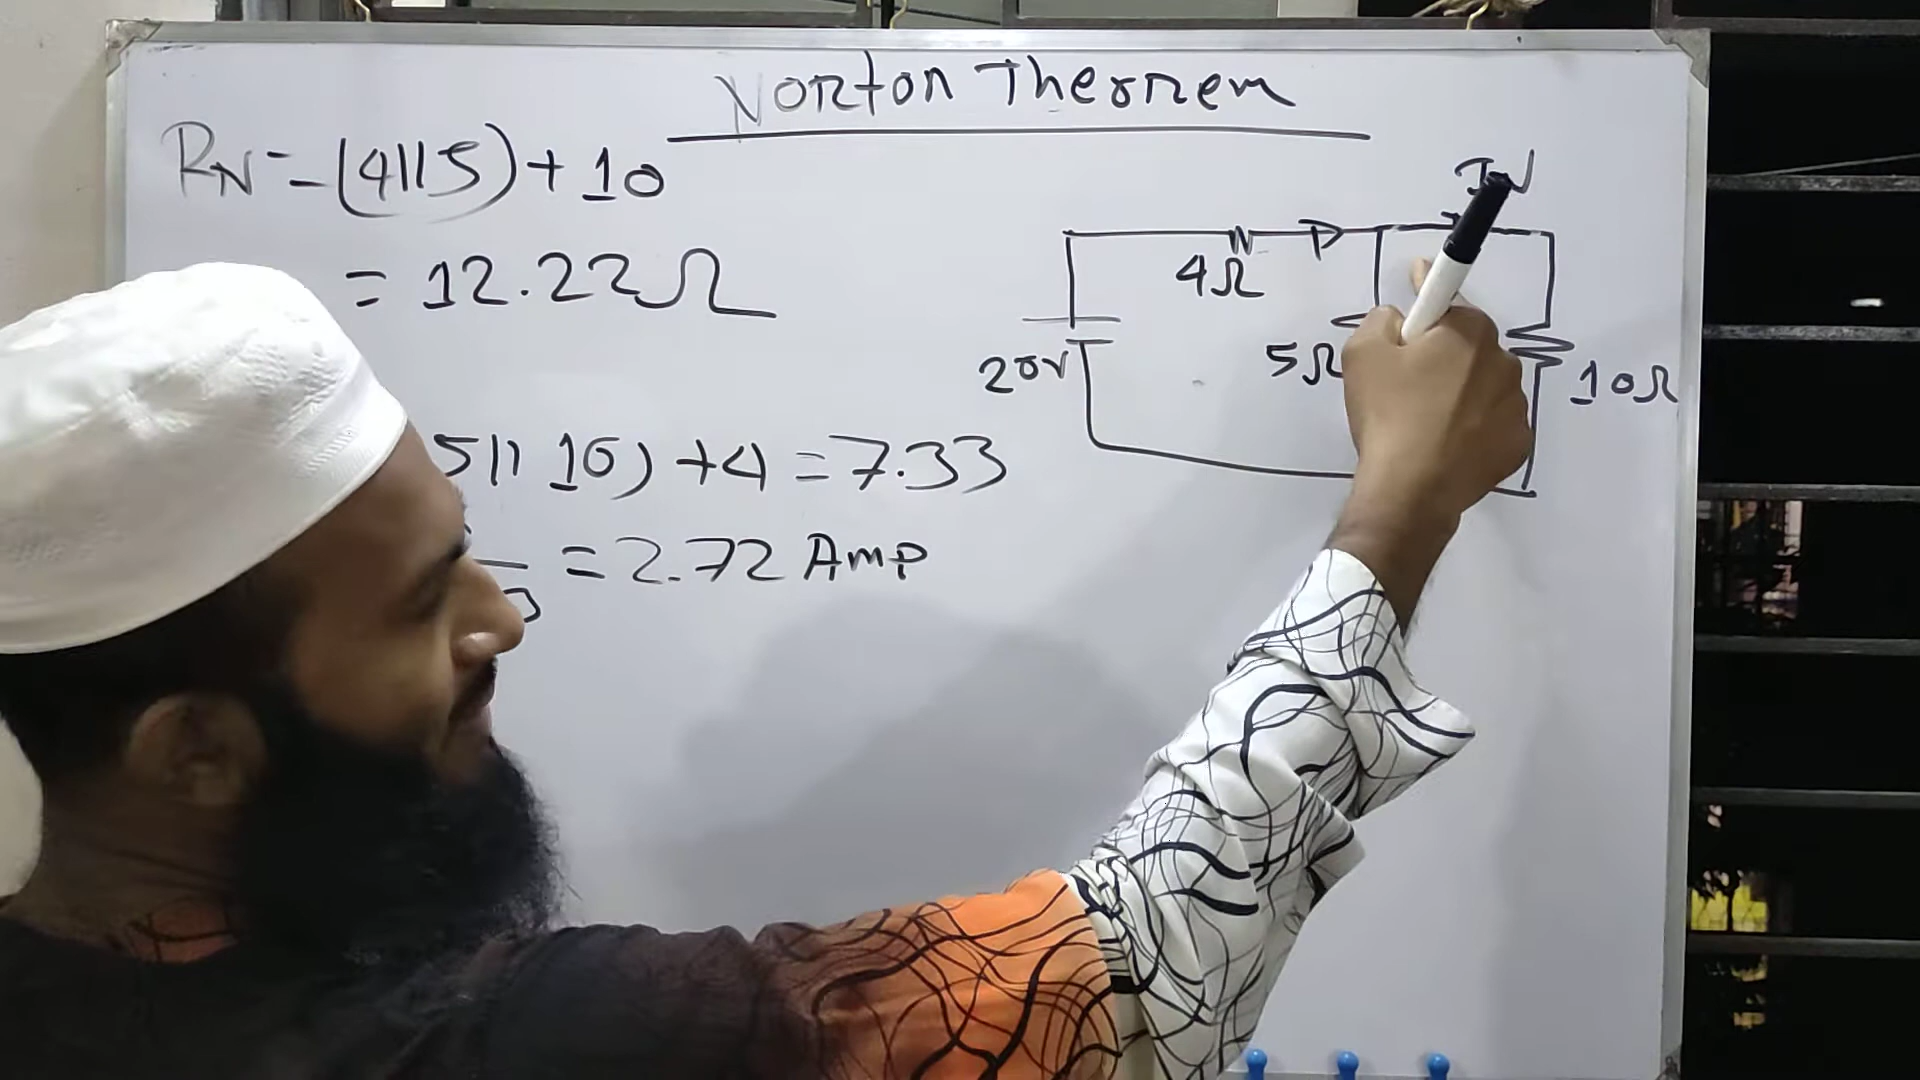 Norton Theorem
RN = (4||5) + 10
= 12.22Ω
5|| 10) + 4 = 7.33
= 2.72 Amp
IN
4Ω
20V
5Ω
10Ω